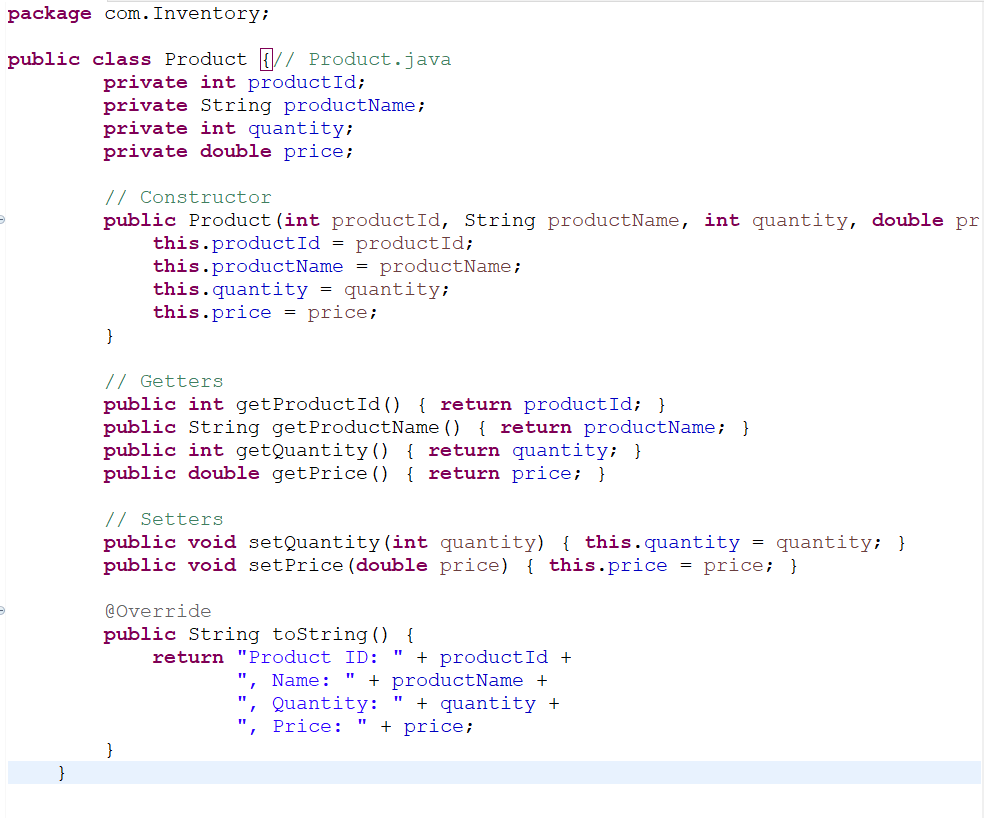 package com.Inventory;
public class Product {// Product.java
private int productId;
private String productName;
private int quantity;
private double price;
// Constructor
public Product(int productId, String productName, int quantity, double pr
this.productId = productId;
this.productName = productName;
this.quantity = quantity;
this.price = price;
}
// Getters
public int getProductId() { return productId; }
public String getProductName() { return productName; }
public int getQuantity() { return quantity; }
public double getPrice() { return price; }
// Setters
public void setQuantity(int quantity) { this.quantity = quantity; }
public void setPrice(double price) { this.price = price; }
@Override
public String toString() {
return "Product ID: " + productId +
", Name: " + productName +
", Quantity: " + quantity +
", Price: " + price;
}
}